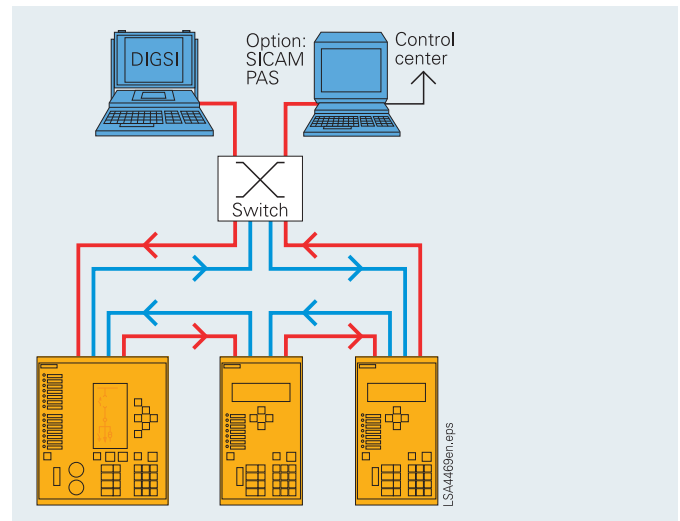 DIGSI
Option:
SICAM
PAS
Control
center
Switch
LSA4469en.eps